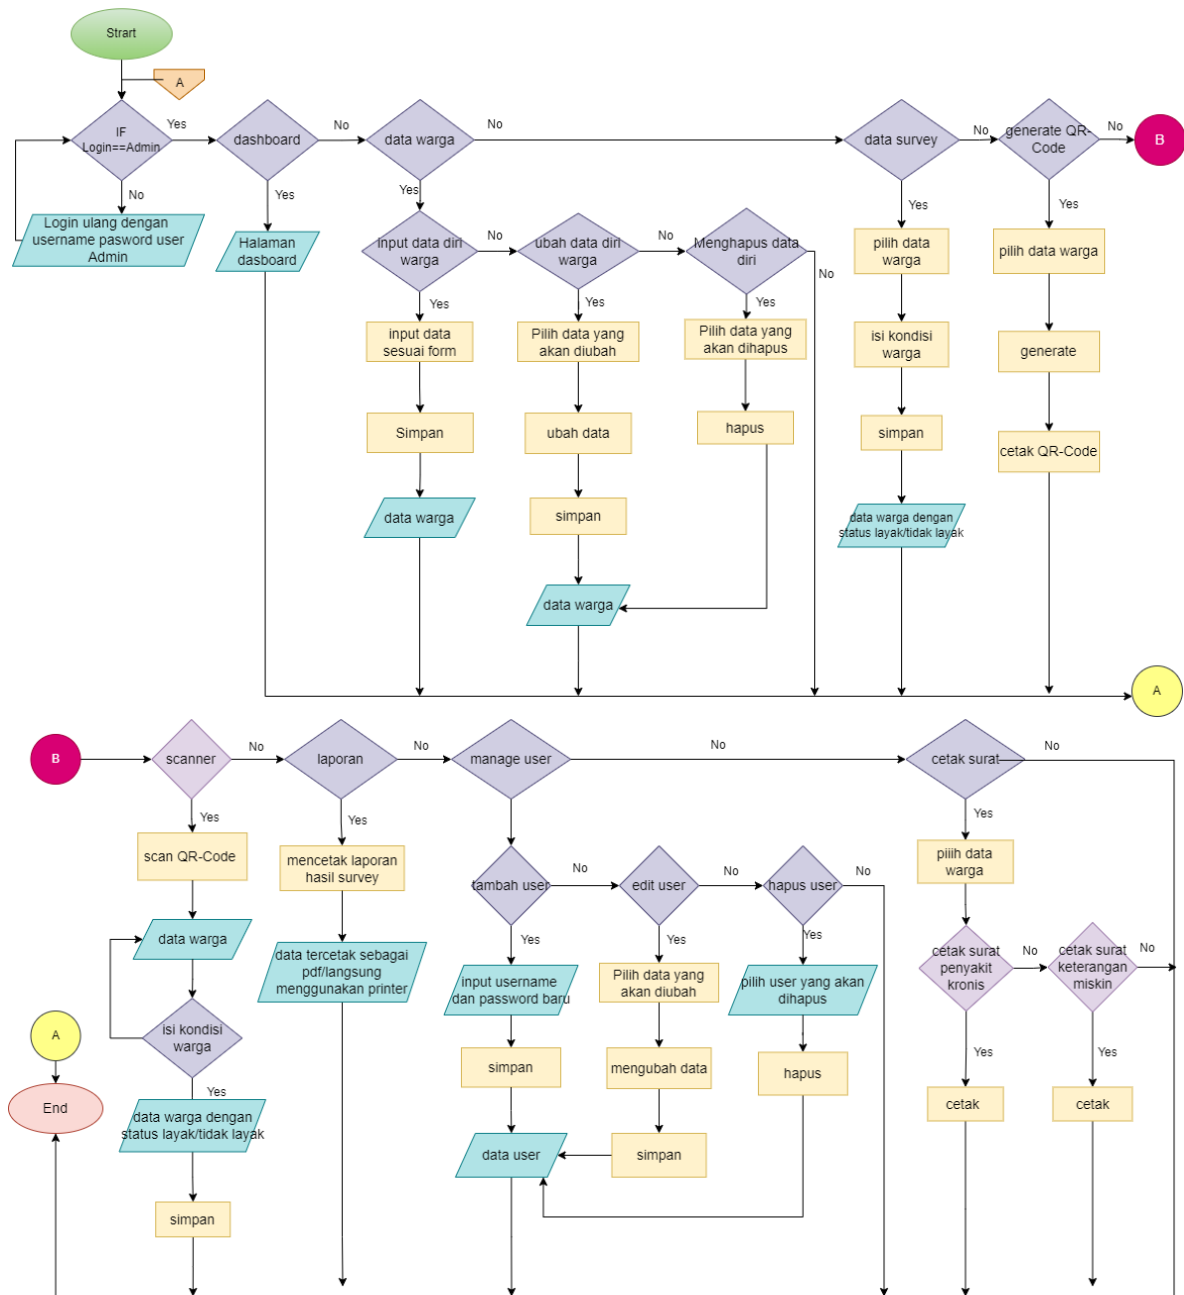 Strart
A
IF
Login==Admin
Yes
dashboard
No
data warga
No
data survey
No
generate QR-
Code
No
B
No
Yes
Yes
Yes
Yes
Login ulang dengan
username pasword user
Admin
Halaman
dasboard
input data diri
warga
No
ubah data diri
warga
No
Menghapus data
diri
No
pilih data
warga
pilih data warga
Yes
Yes
Yes
input data
sesuai form
Pilih data yang
akan diubah
Pilih data yang
akan dihapus
isi kondisi
warga
generate
Simpan
ubah data
hapus
simpan
cetak QR-Code
data warga
simpan
data warga dengan
status layak/tidak layak
data warga
A
B
scanner
No
laporan
No
manage user
No
cetak surat
No
Yes
Yes
Yes
scan QR-Code
mencetak laporan
hasil survey
piiih data
warga
tambah user
No
edit user
No
hapus user
No
data warga
Yes
Yes
Yes
data tercetak sebagai
pdf/langsung
menggunakan printer
input username
dan password baru
Pilih data yang
akan diubah
pilih user yang akan
dihapus
cetak surat
penyakit
kronis
No
cetak surat
keterangan
miskin
No
A
isi kondisi
warga
simpan
mengubah data
hapus
Yes
Yes
Yes
End
data warga dengan
status layak/tidak layak
cetak
cetak
data user
simpan
simpan